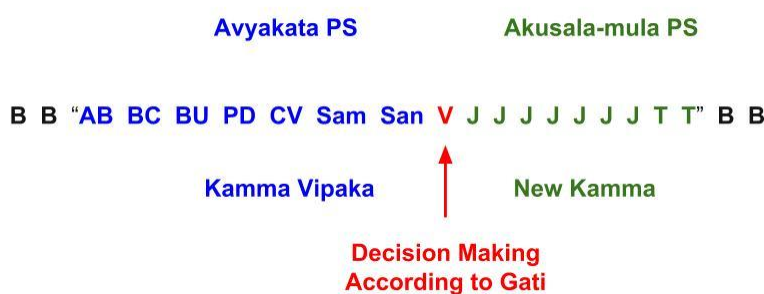 Avyakata PS Akusala-mula PS
B B “AB BC BU PD CV Sam San V J J J J J J J T T” B B
Kamma Vipaka New Kamma
Decision Making
According to Gati